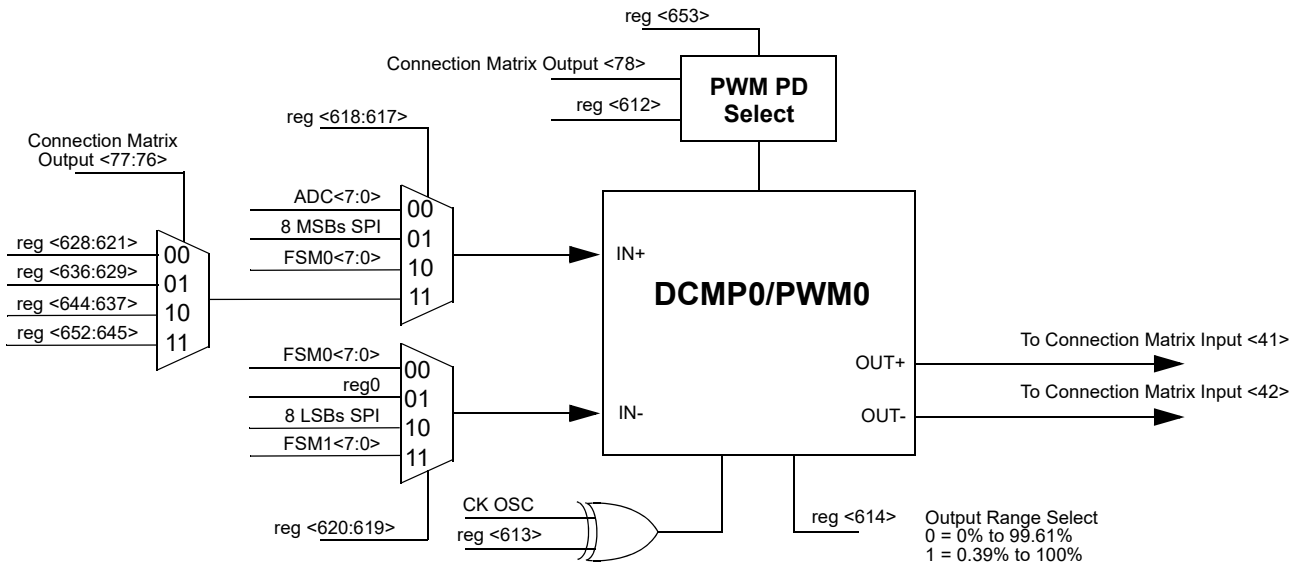 reg <653>
Connection Matrix Output <78>
reg <612>
PWM PD
Select
reg <618:617>
Connection Matrix
Output <77:76>
ADC<7:0>
8 MSBs SPI
FSM0<7:0>
00
01
10
11
reg <628:621>
reg <636:629>
reg <644:637>
reg <652:645>
00
01
10
11
IN+
DCMP0/PWM0
FSM0<7:0>
reg0
8 LSBs SPI
FSM1<7:0>
00
01
10
11
IN-
OUT+
OUT-
To Connection Matrix Input <41>
To Connection Matrix Input <42>
reg <620:619>
CK OSC
reg <613>
reg <614>
Output Range Select
0 = 0% to 99.61%
1 = 0.39% to 100%